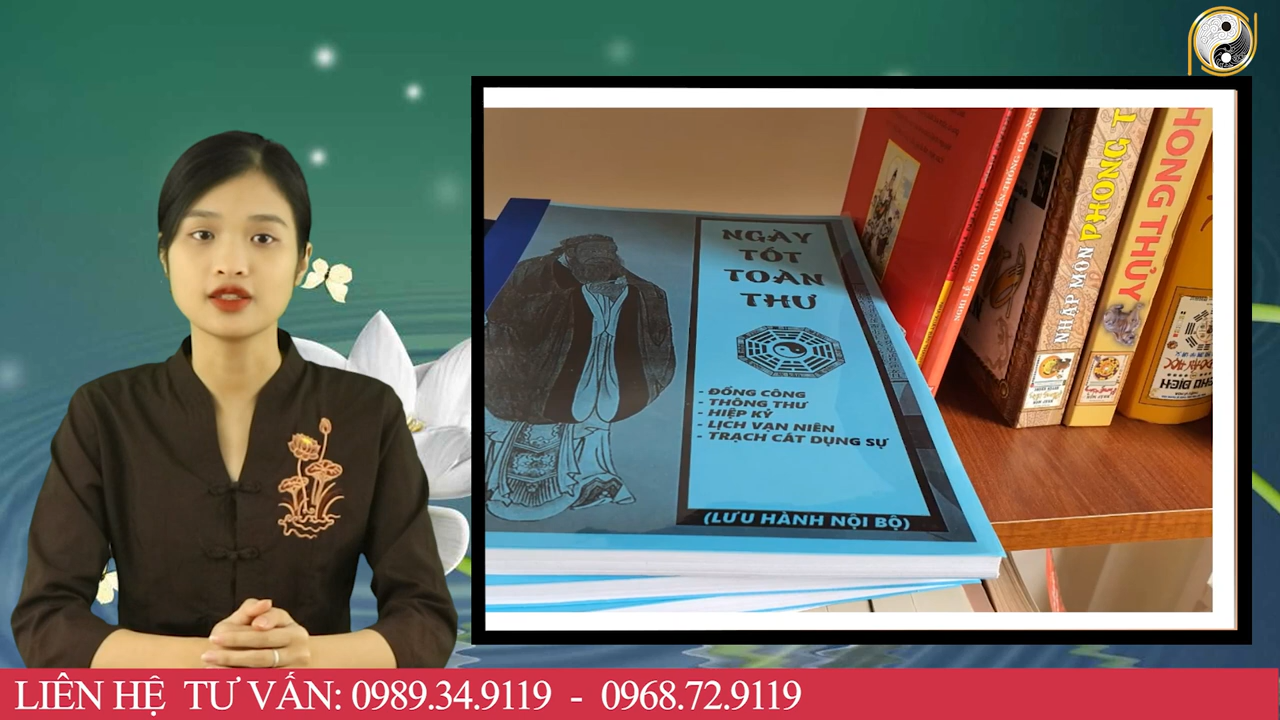 NGÀY
TỐT
TOÀN
THƯ
- ĐỔNG CÔNG
- THÔNG THƯ
- HIỆP KỶ
- LỊCH VẠN NIÊN
- TRẠCH CÁT DỤNG SỰ
(LƯU HÀNH NỘI BỘ)
NHẬP MÔN PHONG T
HONG THỦY
LIÊN HỆ TƯ VẤN: 0989.34.9119 - 0968.72.9119